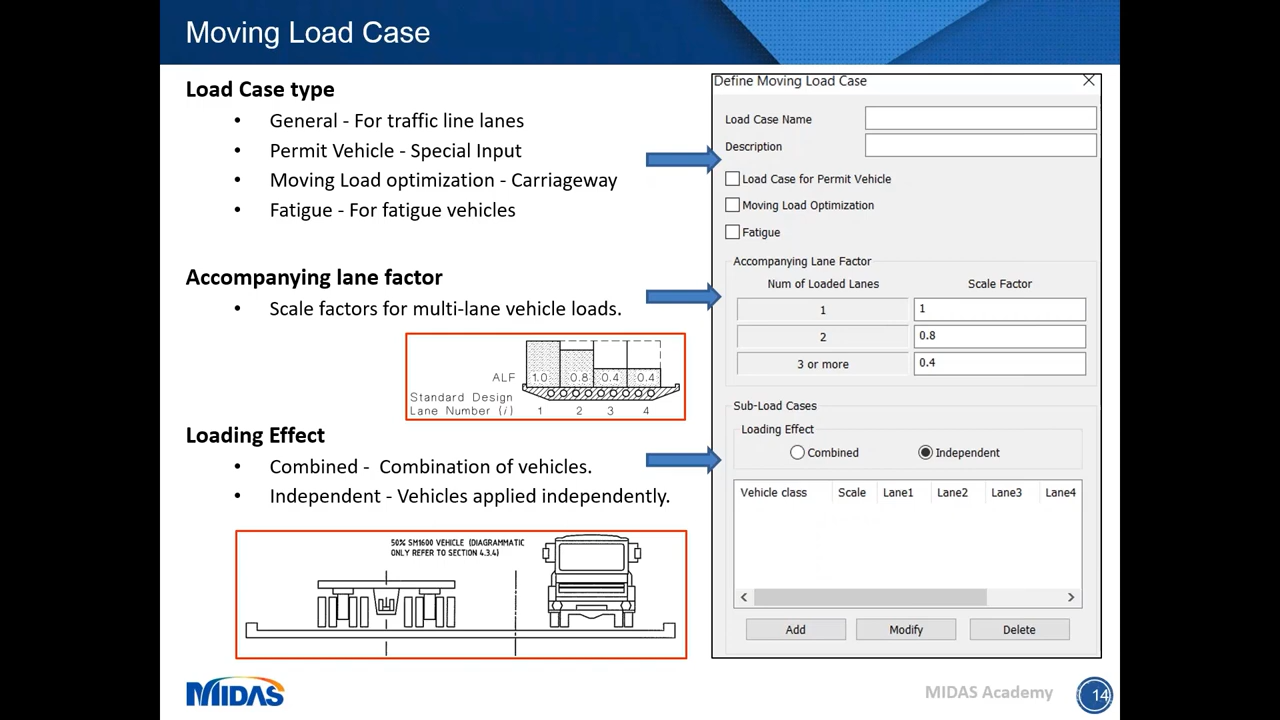 Moving Load Case
Load Case type
• General - For traffic line lanes
• Permit Vehicle - Special Input
• Moving Load optimization - Carriageway
• Fatigue - For fatigue vehicles
Accompanying lane factor
• Scale factors for multi-lane vehicle loads.
ALF 1.0 0.8 0.4 0.4
Standard Design
Lane Number (i) 1 2 3 4
Loading Effect
• Combined - Combination of vehicles.
• Independent - Vehicles applied independently.
50% SM1600 VEHICLE (DIAGRAMMATIC
ONLY REFER TO SECTION 4.3.4)
Define Moving Load Case
Load Case Name
Description
Load Case for Permit Vehicle
Moving Load Optimization
Fatigue
Accompanying Lane Factor
Num of Loaded Lanes Scale Factor
1 1
2 0.8
3 or more 0.4
Sub-Load Cases
Loading Effect
Combined Independent
Vehicle class Scale Lane1 Lane2 Lane3 Lane4
Add Modify Delete
MIDAS
MIDAS Academy 14